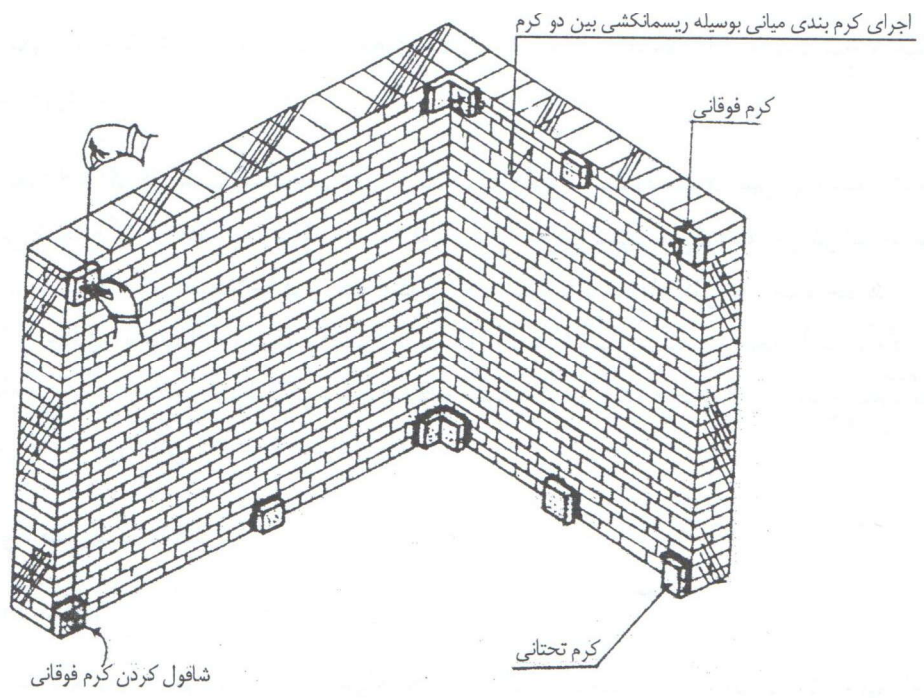 اجرای کرم بندی میانی بوسیله ریسمانکشی بین دو کرم
کرم فوقانی
کرم تحتانی
شاقول کردن کرم فوقانی